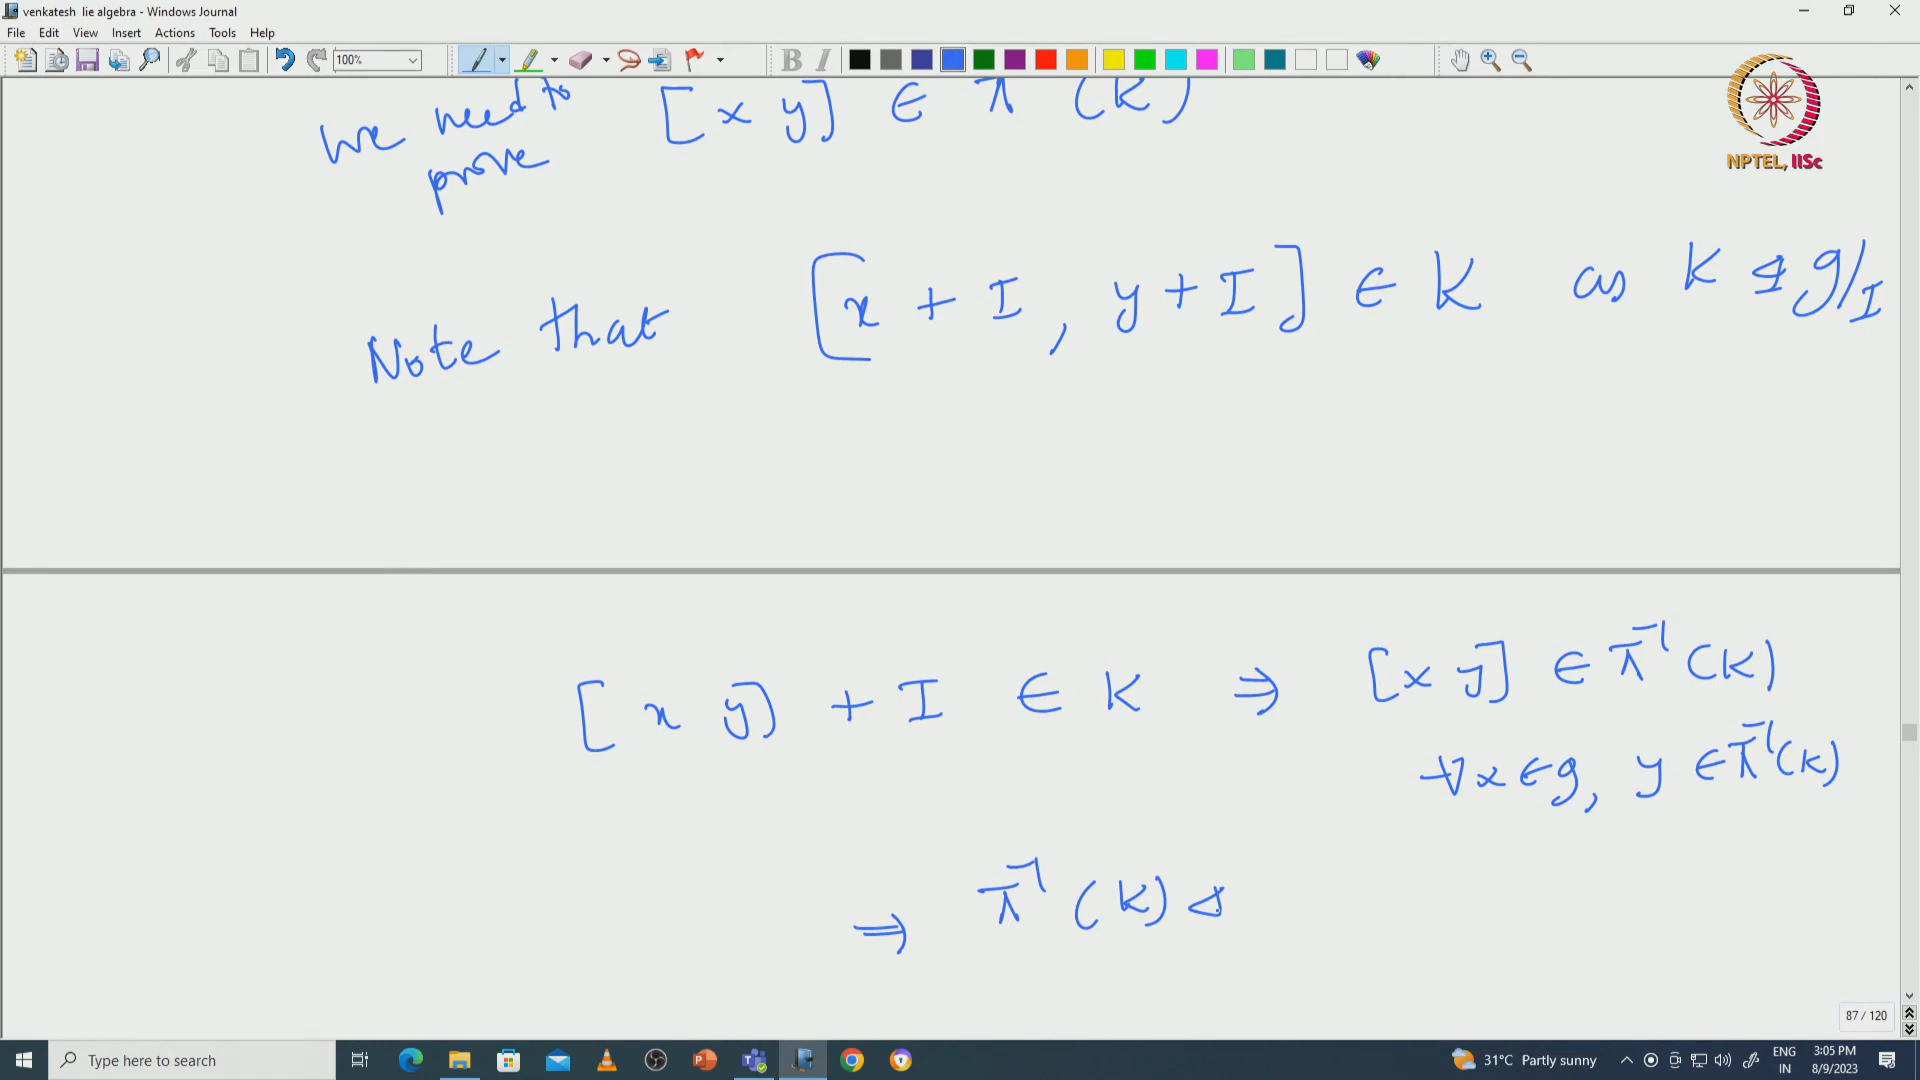 venkatesh lie algebra - Windows Journal
File Edit View Insert Actions Tools Help
100%
B I
NPTEL, IISc
we need to prove [x y] ∈ π (K)
Note that [x + I, y + I] ∈ K as K ⊴ g/I
[x y] + I ∈ K ⇒ [x y] ∈ π⁻¹(K)
∀x ∈ g, y ∈ π⁻¹(K)
⇒ π⁻¹(K) ⊲
87 / 120
Type here to search
31°C Partly sunny
ENG
IN
3:05 PM
8/9/2023